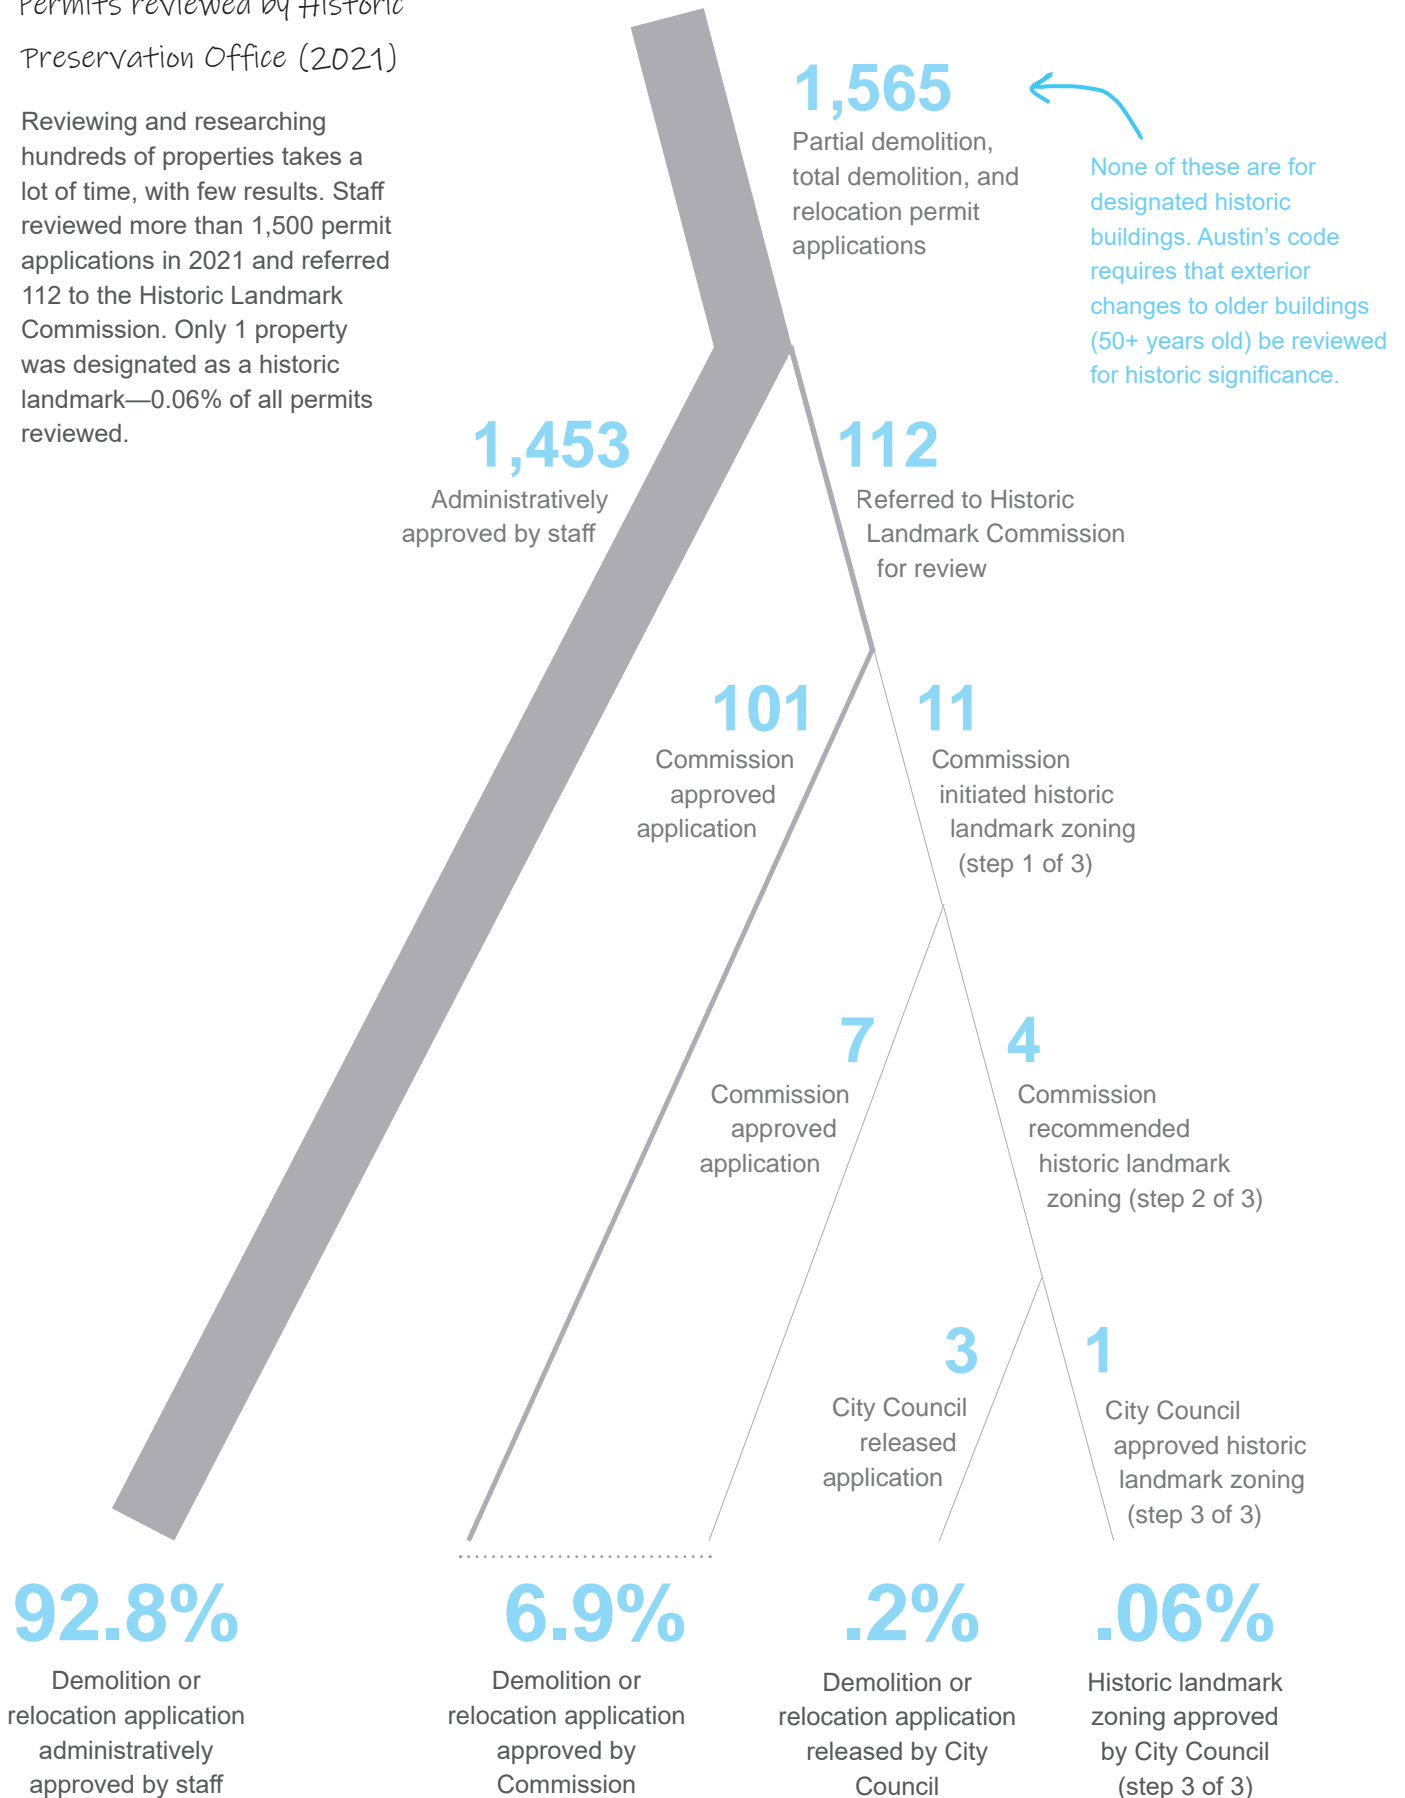 Permits reviewed by Historic
Preservation Office (2021)
Reviewing and researching
hundreds of properties takes a
lot of time, with few results. Staff
reviewed more than 1,500 permit
applications in 2021 and referred
112 to the Historic Landmark
Commission. Only 1 property
was designated as a historic
landmark—0.06% of all permits
reviewed.
1,565
Partial demolition,
total demolition, and
relocation permit
applications
None of these are for
designated historic
buildings. Austin's code
requires that exterior
changes to older buildings
(50+ years old) be reviewed
for historic significance.
1,453
Administratively
approved by staff
112
Referred to Historic
Landmark Commission
for review
101
Commission
approved
application
11
Commission
initiated historic
landmark zoning
(step 1 of 3)
7
Commission
approved
application
4
Commission
recommended
historic landmark
zoning (step 2 of 3)
3
City Council
released
application
1
City Council
approved historic
landmark zoning
(step 3 of 3)
92.8%
Demolition or
relocation application
administratively
approved by staff
6.9%
Demolition or
relocation application
approved by
Commission
.2%
Demolition or
relocation application
released by City
Council
.06%
Historic landmark
zoning approved
by City Council
(step 3 of 3)